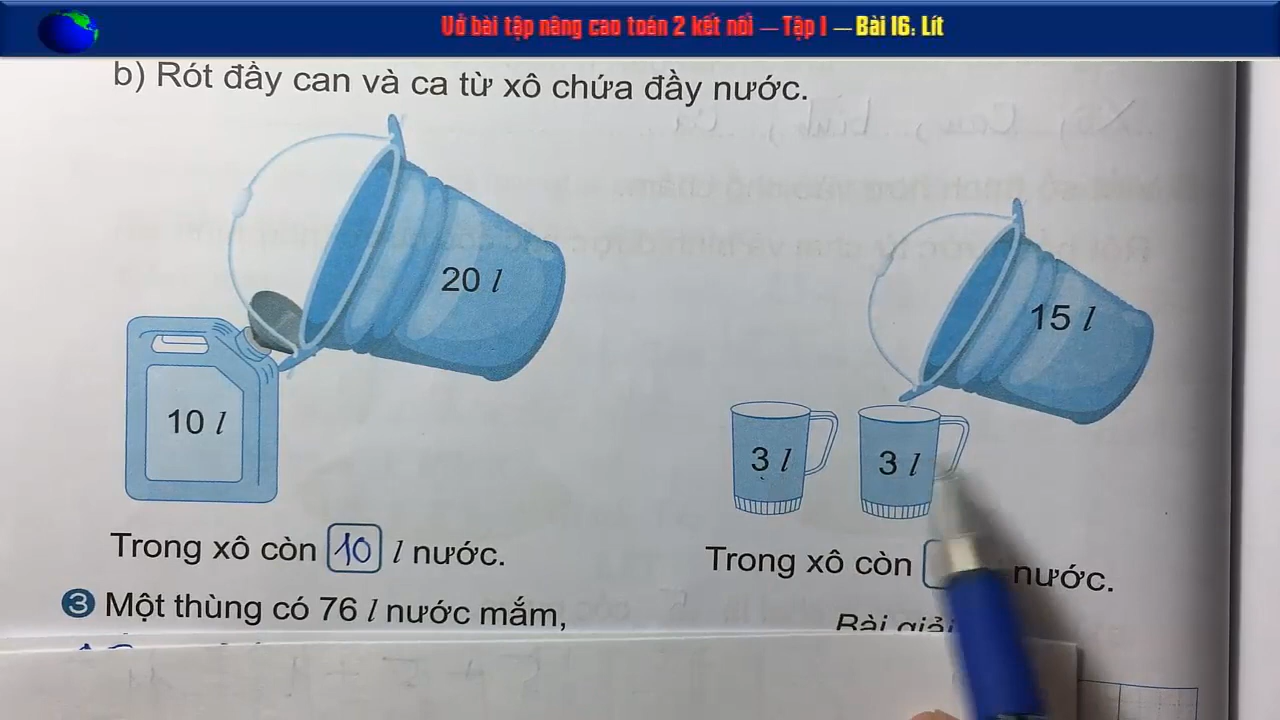 Vở bài tập nâng cao toán 2 kết nối – Tập 1 – Bài 16: Lít
b) Rót đầy can và ca từ xô chứa đầy nước.
20 l
15 l
10 l
3 l
3 l
Trong xô còn 10 l nước.
Trong xô còn nước.
3 Một thùng có 76 l nước mắm,
Bài giải